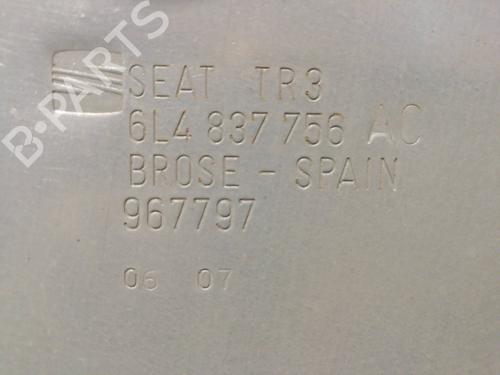 B-PARTS
SEAT TR3
6L4 837 756 AC
BROSE - SPAIN
967797
06 07